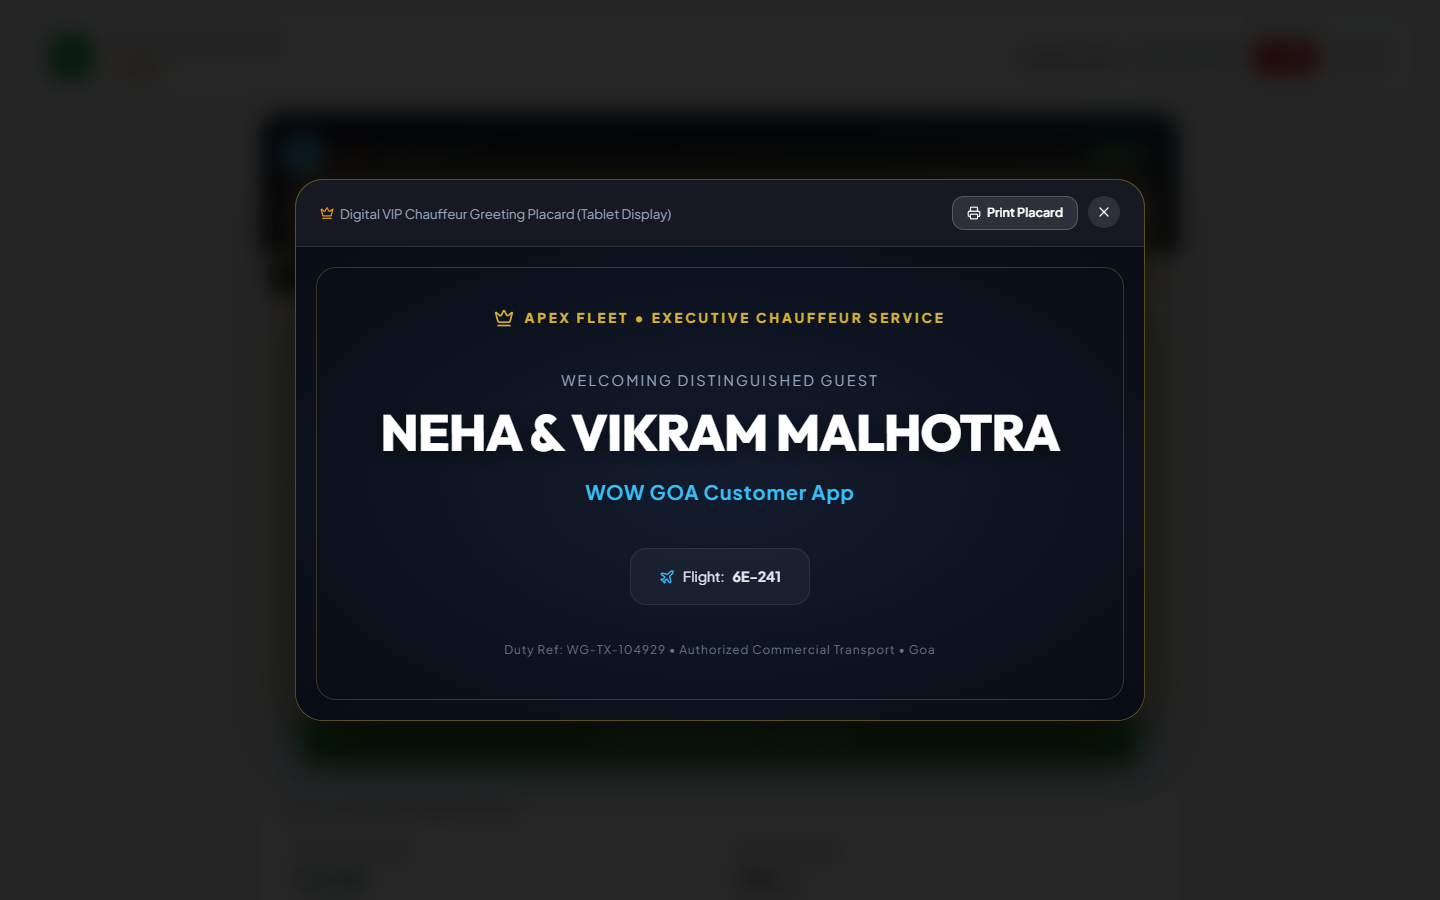 Digital VIP Chauffeur Greeting Placard (Tablet Display)
Print Placard
APEX FLEET • EXECUTIVE CHAUFFEUR SERVICE
WELCOMING DISTINGUISHED GUEST
NEHA & VIKRAM MALHOTRA
WOW GOA Customer App
Flight: 6E-241
Duty Ref: WG-TX-104929 • Authorized Commercial Transport • Goa